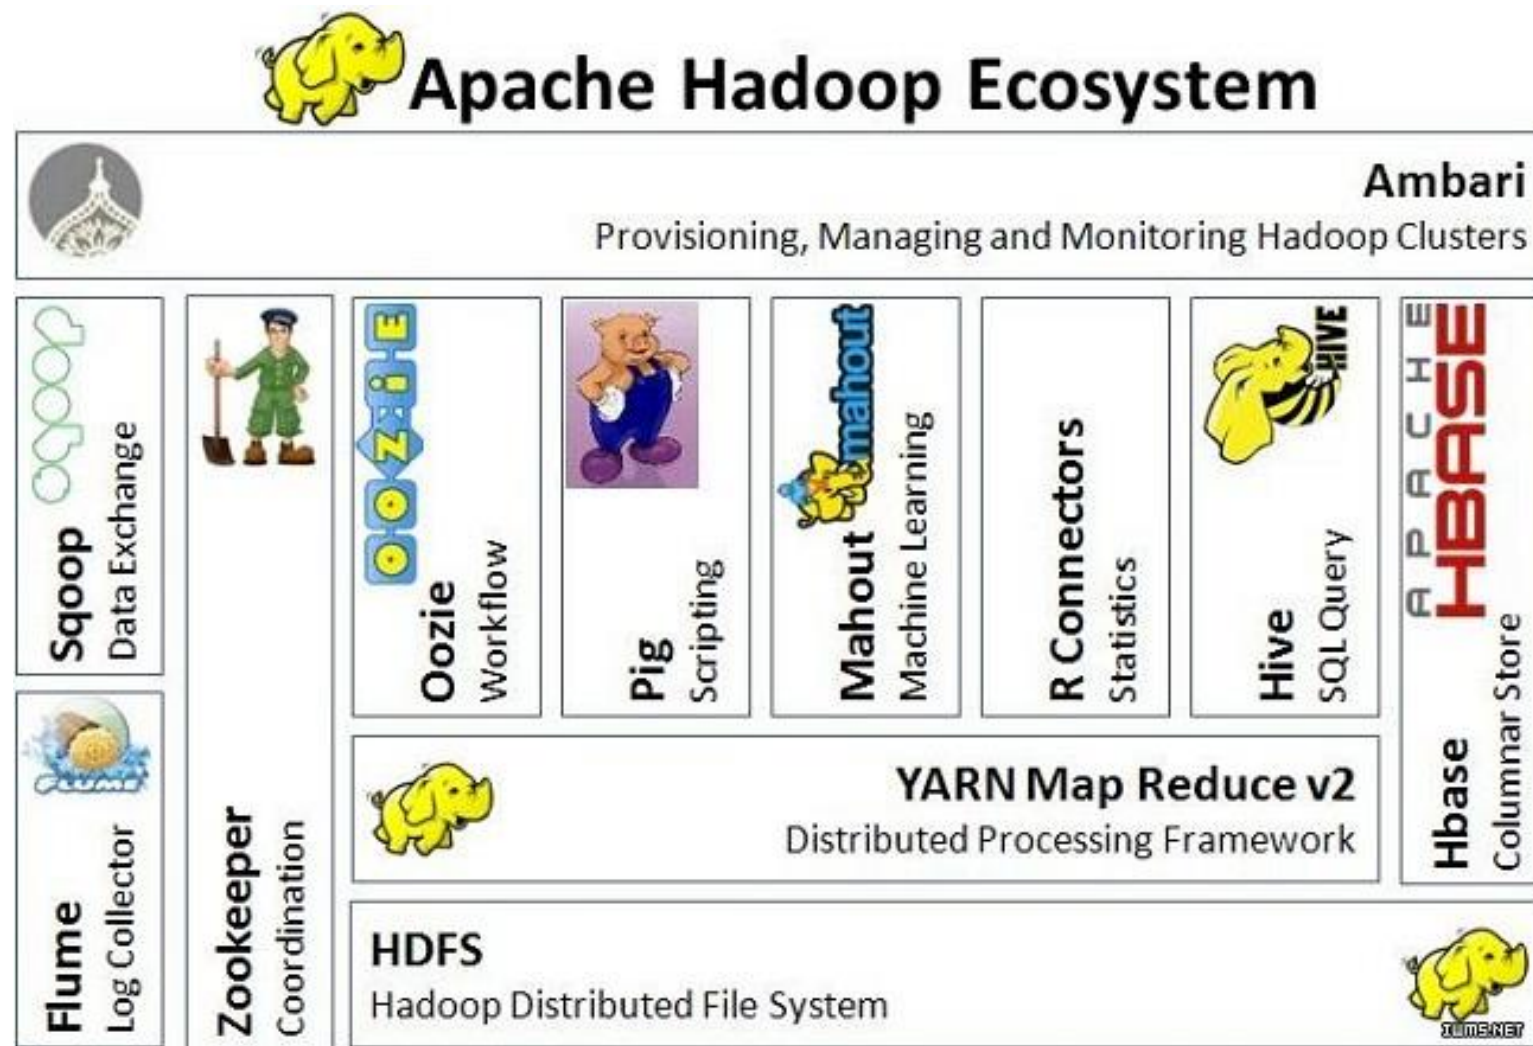 Apache Hadoop Ecosystem
Ambari
Provisioning, Managing and Monitoring Hadoop Clusters
sqoop
Sqoop
Data Exchange
FLUME
Flume
Log Collector
Zookeeper
Coordination
OOZIE
Oozie
Workflow
Pig
Scripting
mahout
Mahout
Machine Learning
R Connectors
Statistics
HIVE
Hive
SQL Query
APACHE
HBASE
Hbase
Columnar Store
YARN Map Reduce v2
Distributed Processing Framework
HDFS
Hadoop Distributed File System